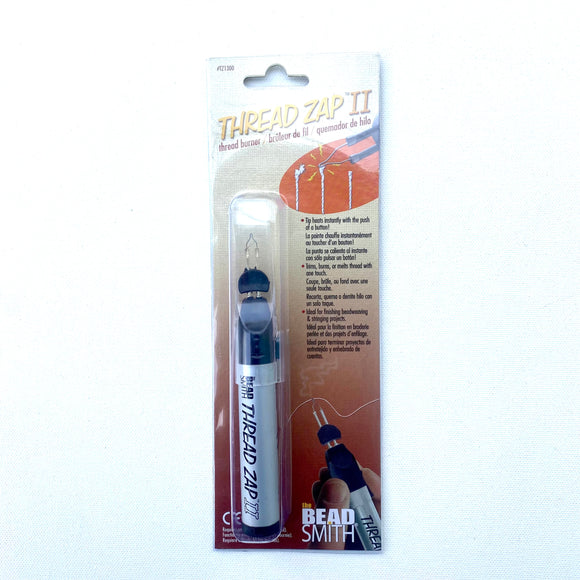 #TZ1300
THREAD ZAP™ II
thread burner / brûleur de fil / quemador de hilo
• Tip heats instantly with the push
of a button!
La pointe chauffe instantanément
au toucher d'un bouton!
La punta se caliente al instante
con sólo pulsar un botón!
• Trims, burns, or melts thread with
one touch.
Coupe, brûle, ou fond avec une
seule touche.
Recorta, quema o derrite hilo con
un solo toque.
• Ideal for finishing beadweaving
& stringing projects.
Idéal pour la finition en broderie
perlée et des projets d'enfilage.
Ideal para terminar proyectos de
entretejido y enhebrado de
cuentas.
the
BEAD
SMITH
THREAD ZAP II
the
BEAD
SMITH
THREA
CE